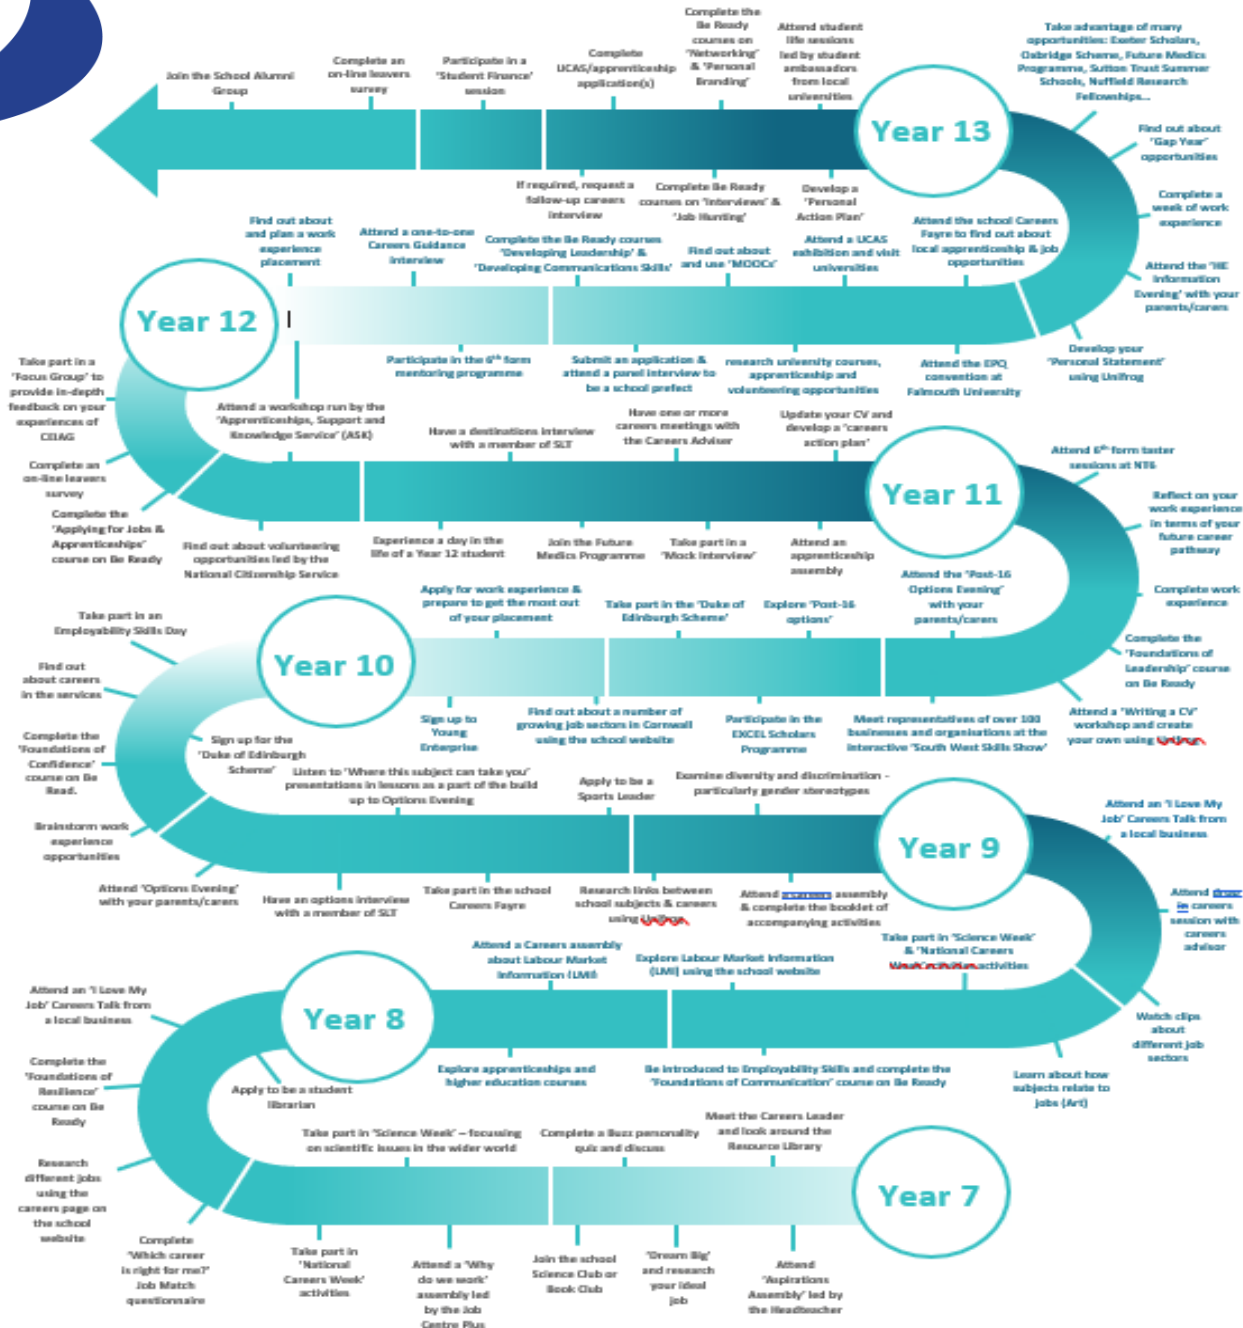 Complete the
Be Ready
courses on
'Networking'
& 'Personal
Branding'
Attend student
life sessions
led by student
ambassadors
from local
universities
Take advantage of many
opportunities: Exeter Scholars,
Oxbridge Scheme, Future Medics
Programme, Sutton Trust Summer
Schools, Nuffield Research
Fellowships...
Join the School Alumni
Group
Complete an
on-line leavers
survey
Participate in a
'Student Finance'
session
Complete
UCAS/apprenticeship
application(s)
Year 13
Find out about
'Gap Year'
opportunities
Complete a
week of work
experience
Attend the 'HE
Information
Evening' with your
parents/carers
Develop your
'Personal Statement'
using Unifrog
If required, request a
follow-up careers
interview
Complete Be Ready
courses on 'Interviews' &
'Job Hunting'
Develop a
'Personal
Action Plan'
Find out about
and plan a work
experience
placement
Attend a one-to-one
Careers Guidance
Interview
Complete the Be Ready courses
'Developing Leadership' &
'Developing Communications Skills'
Find out about
and use 'MOOCs'
Attend a UCAS
exhibition and visit
universities
Attend the school Careers
Fayre to find out about
local apprenticeship & job
opportunities
Year 12
Participate in the 6th form
mentoring programme
Submit an application &
attend a panel interview to
be a school prefect
research university courses,
apprenticeship and
volunteering opportunities
Attend the EPQ
convention at
Falmouth University
Take part in a
'Focus Group' to
provide in-depth
feedback on your
experiences of
CEIAG
Complete an
on-line leavers
survey
Complete the
'Applying for Jobs &
Apprenticeships'
course on Be Ready
Attend a workshop run by the
'Apprenticeships, Support and
Knowledge Service' (ASK)
Have a destinations interview
with a member of SLT
Have one or more
careers meetings with
the Careers Adviser
Update your CV and
develop a 'careers
action plan'
Year 11
Attend 6th form taster
sessions at NT6
Reflect on your
work experience
in terms of your
future career
pathway
Complete work
experience
Complete the
'Foundations of
Leadership' course
on Be Ready
Attend a 'Writing a CV'
workshop and create
your own using Unifrog
Find out about volunteering
opportunities led by the
National Citizenship Service
Experience a day in the
life of a Year 12 student
Join the Future
Medics Programme
Take part in a
'Mock Interview'
Attend an
apprenticeship
assembly
Apply for work experience &
prepare to get the most out
of your placement
Take part in the 'Duke of
Edinburgh Scheme'
Explore 'Post-16
options'
Attend the 'Post-16
Options Evening'
with your
parents/carers
Year 10
Sign up to
Young
Enterprise
Find out about a number of
growing job sectors in Cornwall
using the school website
Participate in the
EXCEL Scholars
Programme
Meet representatives of over 100
businesses and organisations at the
interactive 'South West Skills Show'
Take part in an
Employability Skills Day
Find out
about careers
in the services
Complete the
'Foundations of
Confidence'
course on Be
Read.
Brainstorm work
experience
opportunities
Sign up for the
'Duke of Edinburgh
Scheme'
Listen to 'Where this subject can take you'
presentations in lessons as a part of the build
up to Options Evening
Apply to be a
Sports Leader
Examine diversity and discrimination -
particularly gender stereotypes
Year 9
Attend an 'I Love My
Job' Careers Talk from
a local business
Attend drop
in careers
session with
careers
advisor
Watch clips
about
different job
sectors
Learn about how
subjects relate to
jobs (Art)
Attend 'Options Evening'
with your parents/carers
Have an options interview
with a member of SLT
Take part in the school
Careers Fayre
Research links between
school subjects & careers
using Unifrog
Attend a careers assembly
& complete the booklet of
accompanying activities
Attend a Careers assembly
about Labour Market
Information (LMI)
Explore Labour Market Information
(LMI) using the school website
Take part in 'Science Week'
& 'National Careers
activities
Year 8
Explore apprenticeships and
higher education courses
Be introduced to Employability Skills and complete the
'Foundations of Communication' course on Be Ready
Attend an 'I Love My
Job' Careers Talk from
a local business
Complete the
'Foundations of
Resilience'
course on Be
Ready
Research
different jobs
using the
careers page on
the school
website
Complete
'Which career
is right for me?'
Job Match
questionnaire
Apply to be a student
librarian
Take part in 'Science Week' – focussing
on scientific issues in the wider world
Complete a Buzz personality
quiz and discuss
Meet the Careers Leader
and look around the
Resource Library
Year 7
Take part in
'National
Careers Week'
activities
Attend a 'Why
do we work'
assembly led
by the Job
Centre Plus
Join the school
Science Club or
Book Club
'Dream Big'
and research
your ideal
job
Attend
'Aspirations
Assembly' led by
the Headteacher